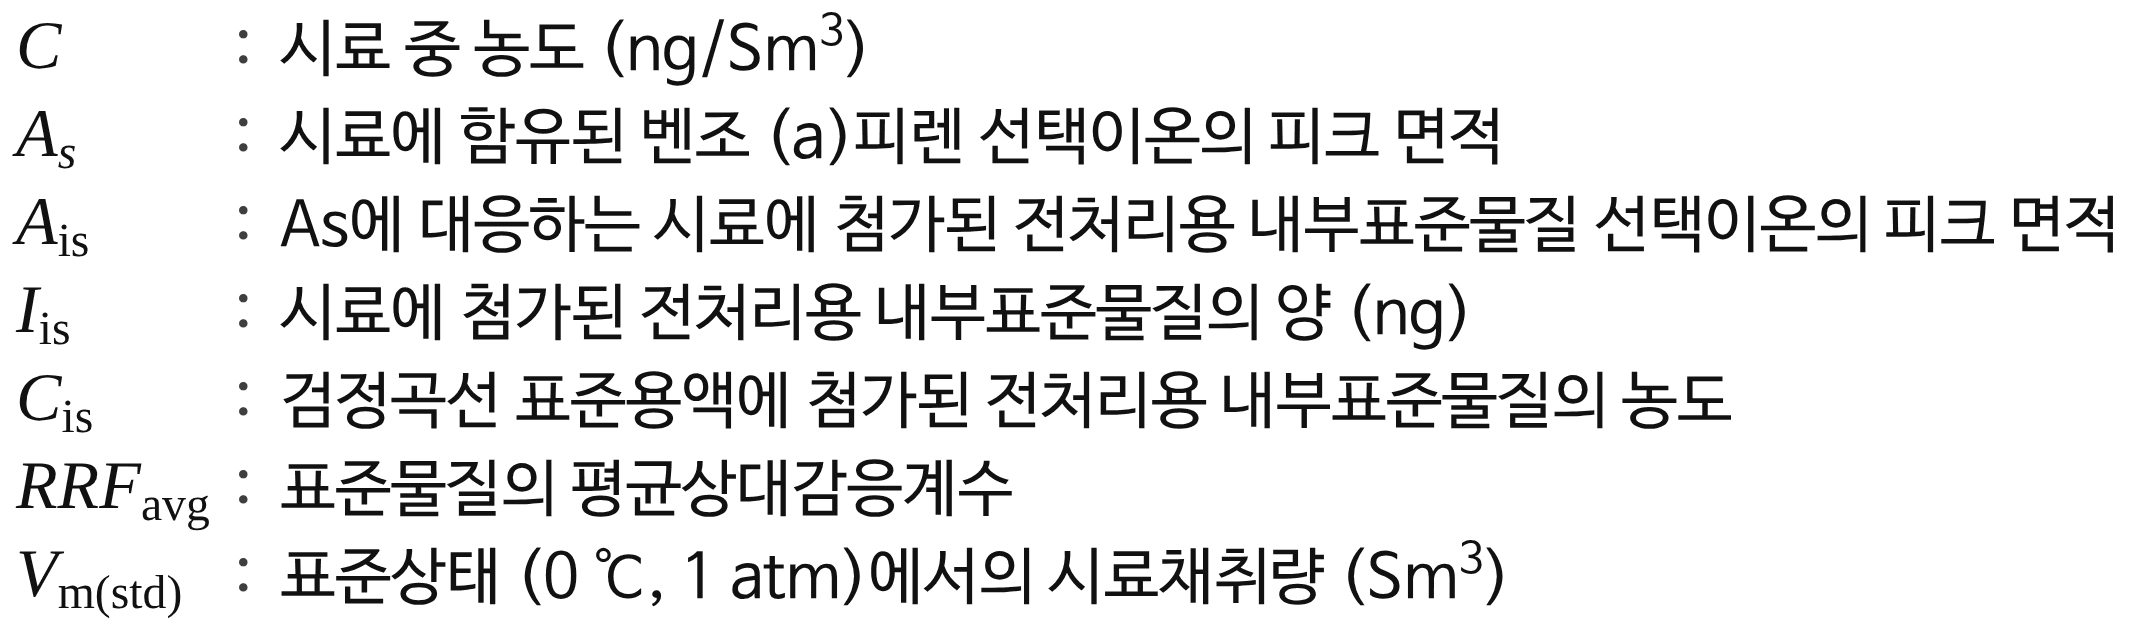 C : 시료 중 농도 (ng/Sm³)
Aₛ : 시료에 함유된 벤조 (a)피렌 선택이온의 피크 면적
A_is : As에 대응하는 시료에 첨가된 전처리용 내부표준물질 선택이온의 피크 면적
I_is : 시료에 첨가된 전처리용 내부표준물질의 양 (ng)
C_is : 검정곡선 표준용액에 첨가된 전처리용 내부표준물질의 농도
RRF_avg : 표준물질의 평균상대감응계수
V_m(std) : 표준상태 (0 ℃, 1 atm)에서의 시료채취량 (Sm³)